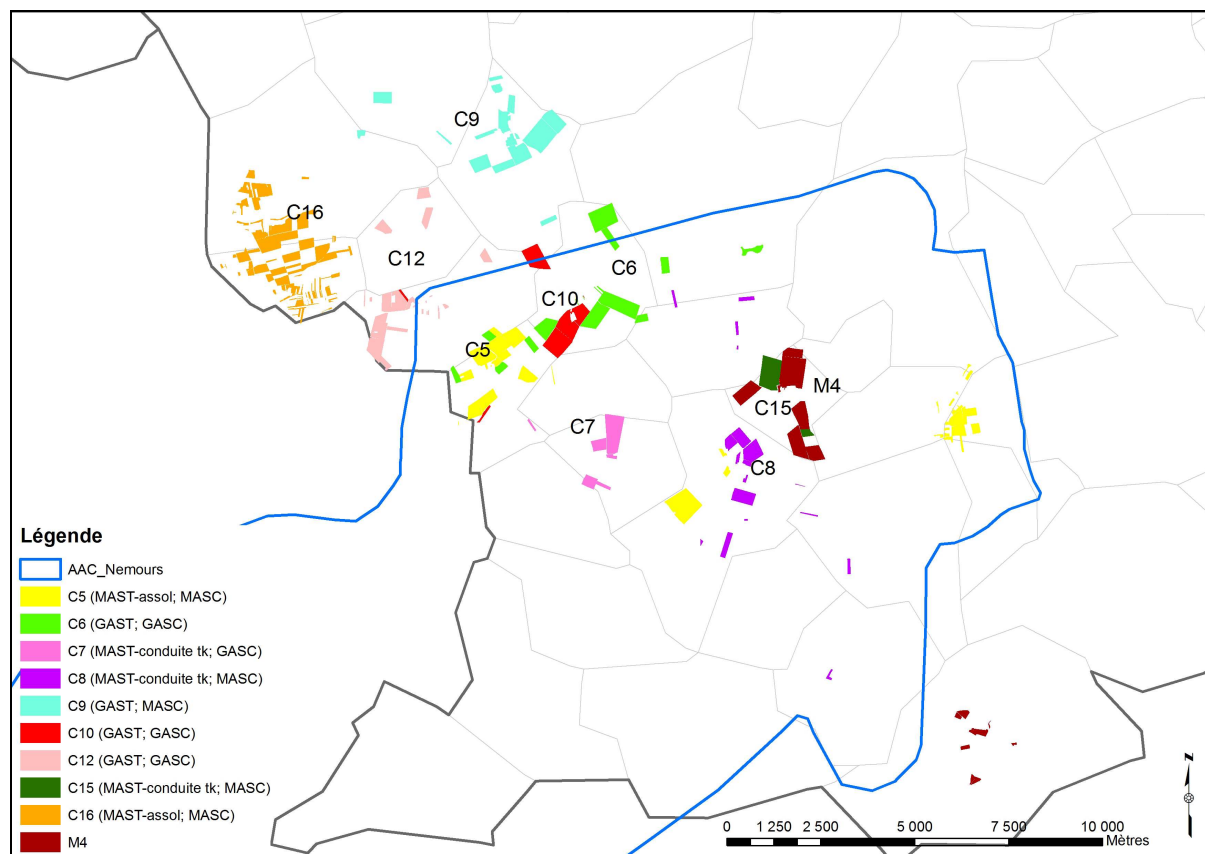 C9
C16
C12
C6
C10
C5
M4
C15
C7
C8
Légende
AAC_Nemours
C5 (MAST-assol; MASC)
C6 (GAST; GASC)
C7 (MAST-conduite tk; GASC)
C8 (MAST-conduite tk; MASC)
C9 (GAST; MASC)
C10 (GAST; GASC)
C12 (GAST; GASC)
C15 (MAST-conduite tk; MASC)
C16 (MAST-assol; MASC)
M4
N
0 1 250 2 500 5 000 7 500 10 000
Mètres